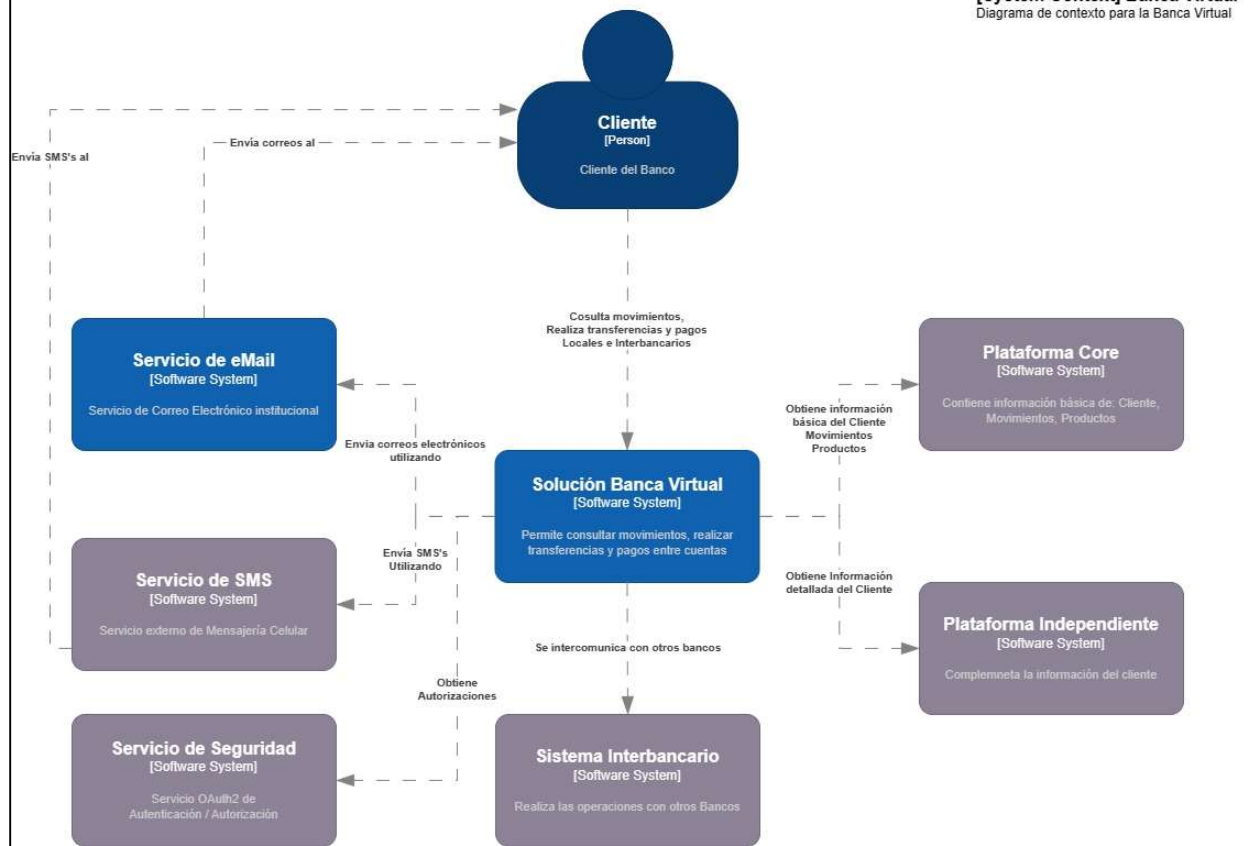 [System Context] Banca Virtual
Diagrama de contexto para la Banca Virtual
Cliente
[Person]
Cliente del Banco
Envía SMS's al
Envía correos al
Cosulta movimientos,
Realiza transferencias y pagos
Locales e Interbancarios
Servicio de eMail
[Software System]
Servicio de Correo Electrónico institucional
Plataforma Core
[Software System]
Contiene información básica de: Cliente,
Movimientos, Productos
Obtiene información
básica del Cliente
Movimientos
Productos
Envia correos electrónicos
utilizando
Solución Banca Virtual
[Software System]
Permite consultar movimientos, realizar
transferencias y pagos entre cuentas
Envía SMS's
Utilizando
Servicio de SMS
[Software System]
Servicio externo de Mensajería Celular
Obtiene Información
detallada del Cliente
Plataforma Independiente
[Software System]
Complemneta la información del cliente
Se intercomunica con otros bancos
Obtiene
Autorizaciones
Servicio de Seguridad
[Software System]
Servicio OAuth2 de
Autenticación / Autorización
Sistema Interbancario
[Software System]
Realiza las operaciones con otros Bancos